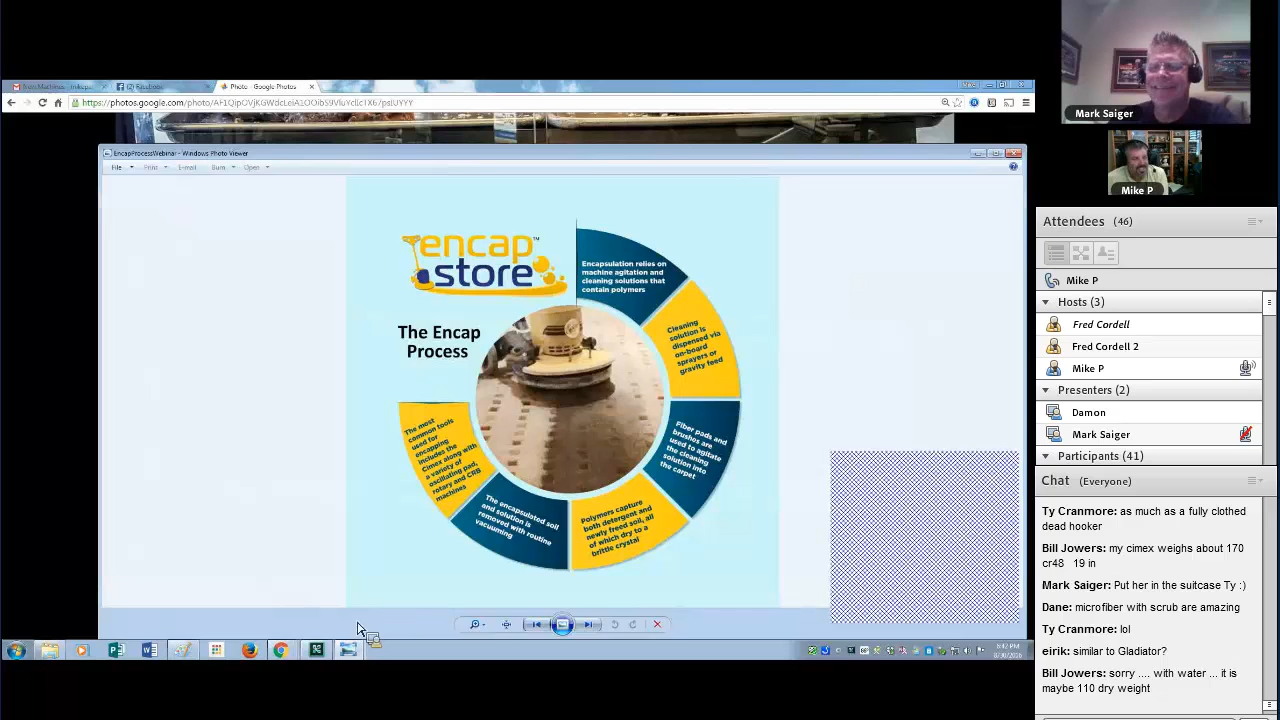 Mark Saiger
Mike P
Facebook
Photo - Google Photos
EncapProcessWebinar - Windows Photo Viewer
File
Print
E-mail
Burn
Open
encap
store
™
The Encap
Process
Encapsulation relies on
machine agitation and
cleaning solutions that
contain polymers
Cleaning
solution is
dispensed via
on-board
sprayers or
gravity feed
Fiber pads and
brushos are
used to agitate
the cleaning
solution into
the carpet
Polymers capture
both detergent and
newly freed soil, all
of which dry to a
brittle crystal
The encapsulated soil
and solution is
removed with routine
vacuuming
The most
common tools
used for
encapping
includes the
Cimex along with
a variety of
oscillating pad,
rotary and CRB
machines
Attendees (46)
Mike P
Hosts (3)
Fred Cordell
Fred Cordell 2
Mike P
Presenters (2)
Damon
Mark Saiger
Participants (41)
Chat (Everyone)
Ty Cranmore: as much as a fully clothed
dead hooker
Bill Jowers: my cimex weighs about 170
cr48 19 in
Mark Saiger: Put her in the suitcase Ty :)
Dane: microfiber with scrub are amazing
Ty Cranmore: lol
eirik: similar to Gladiator?
Bill Jowers: sorry .... with water ... it is
maybe 110 dry weight